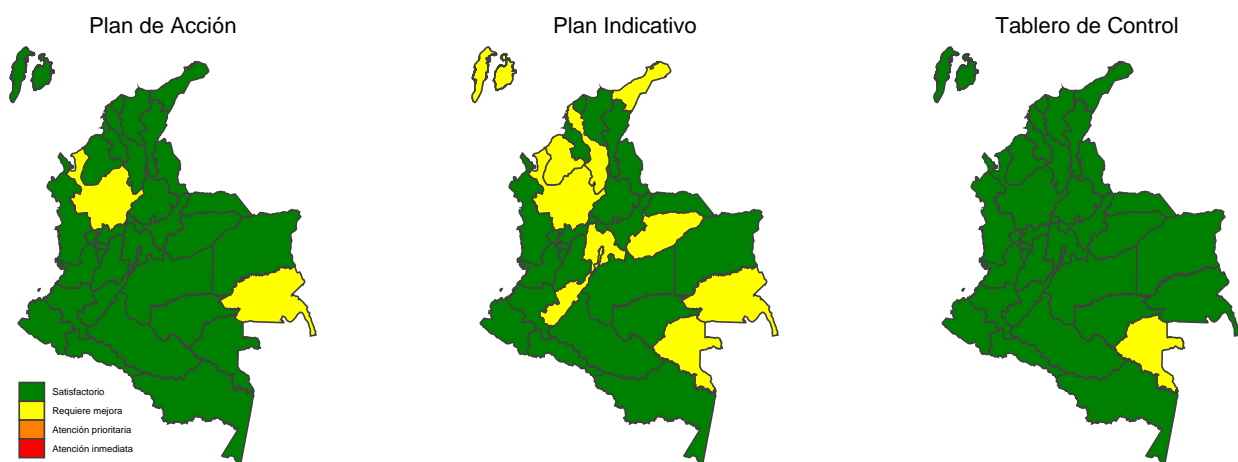 Plan de Acción
Plan Indicativo
Tablero de Control
Satisfactorio
Requiere mejora
Atención prioritaria
Atención inmediata